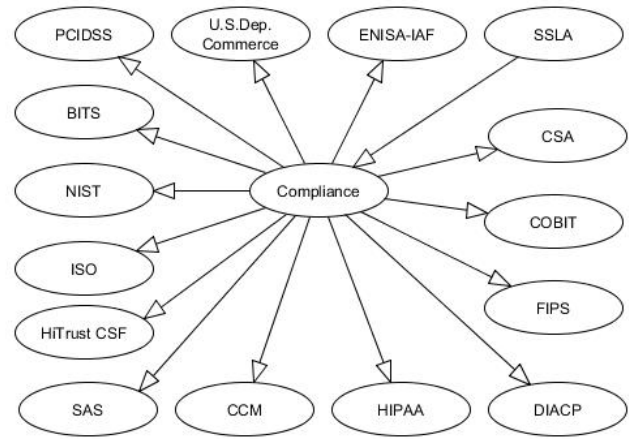 PCIDSS
U.S.Dep.
Commerce
ENISA-IAF
SSLA
BITS
CSA
NIST
Compliance
COBIT
ISO
FIPS
HiTrust CSF
SAS
CCM
HIPAA
DIACP